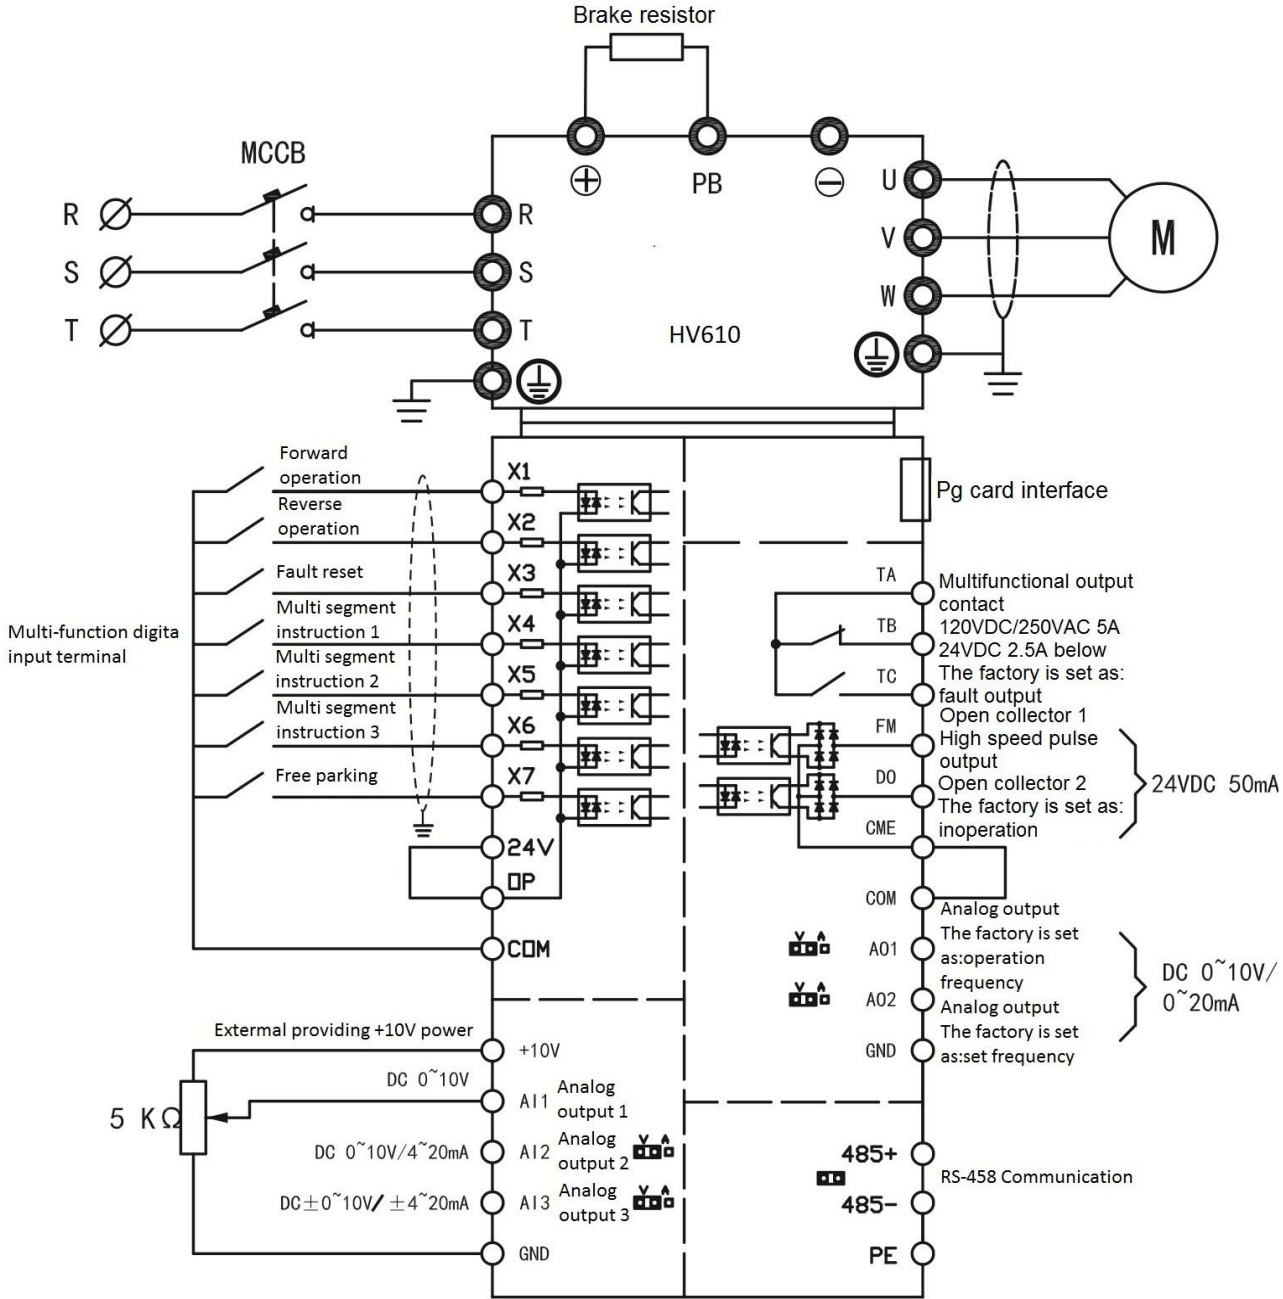 Brake resistor
MCCB
⊕
PB
⊖
R
R
S
S
T
T
U
V
W
M
HV610
Forward
operation
Reverse
operation
Fault reset
Multi segment
instruction 1
Multi segment
instruction 2
Multi segment
instruction 3
Free parking
Multi-function digita
input terminal
X1
X2
X3
X4
X5
X6
X7
24V
OP
COM
Pg card interface
TA
TB
TC
FM
DO
CME
COM
Multifunctional output
contact
120VDC/250VAC 5A
24VDC 2.5A below
The factory is set as:
fault output
Open collector 1
High speed pulse
output
Open collector 2
The factory is set as:
inoperation
24VDC 50mA
V A
AO1
V A
AO2
GND
Analog output
The factory is set
as:operation
frequency
Analog output
The factory is set
as:set frequency
DC 0~10V/
0~20mA
External providing +10V power
+10V
5 KΩ
DC 0~10V
AI1
Analog
output 1
DC 0~10V/4~20mA
AI2
Analog
output 2
V A
DC±0~10V/ ±4~20mA
AI3
Analog
output 3
V A
GND
485+
485-
RS-458 Communication
PE